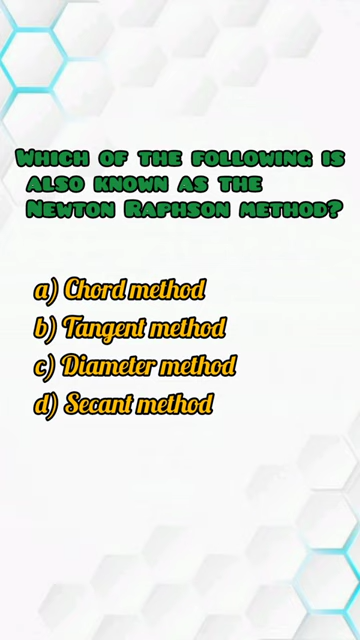 Which of the following is
also known as the
Newton Raphson method?
a) Chord method
b) Tangent method
c) Diameter method
d) Secant method